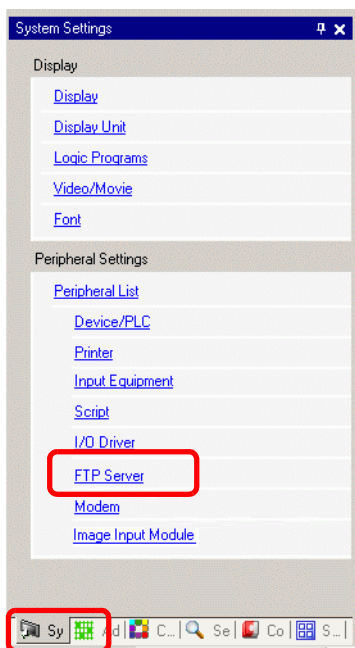 System Settings
Display
Display
Display Unit
Logic Programs
Video/Movie
Font
Peripheral Settings
Peripheral List
Device/PLC
Printer
Input Equipment
Script
I/O Driver
FTP Server
Modem
Image Input Module
Sy Ad C... Se Co S...